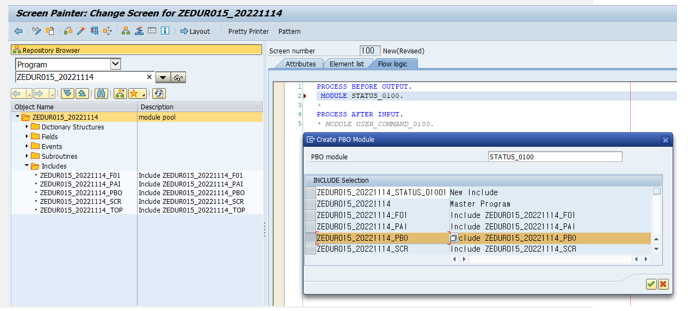 Screen Painter: Change Screen for ZEDUR015_20221114
Layout Pretty Printer Pattern
Repository Browser
Program
ZEDUR015_20221114
Object Name Description
ZEDUR015_20221114 module pool
Dictionary Structures
Fields
Events
Subroutines
Includes
ZEDUR015_20221114_F01 Include ZEDUR015_20221114_F01
ZEDUR015_20221114_PAI Include ZEDUR015_20221114_PAI
ZEDUR015_20221114_PBO Include ZEDUR015_20221114_PBO
ZEDUR015_20221114_SCR Include ZEDUR015_20221114_SCR
ZEDUR015_20221114_TOP Include ZEDUR015_20221114_TOP
Screen number 100 New(Revised)
Attributes Element list Flow logic
1 PROCESS BEFORE OUTPUT.
2 MODULE STATUS_0100.
3 *
4 PROCESS AFTER INPUT.
5 * MODULE USER_COMMAND_0100.
Create PBO Module
PBO module STATUS_0100
INCLUDE Selection
ZEDUR015_20221114_STATUS_01001 New Include
ZEDUR015_20221114 Master Program
ZEDUR015_20221114_F01 Include ZEDUR015_20221114_F01
ZEDUR015_20221114_PAI Include ZEDUR015_20221114_PAI
ZEDUR015_20221114_PBO clude ZEDUR015_20221114_PBO
ZEDUR015_20221114_SCR Include ZEDUR015_20221114_SCR